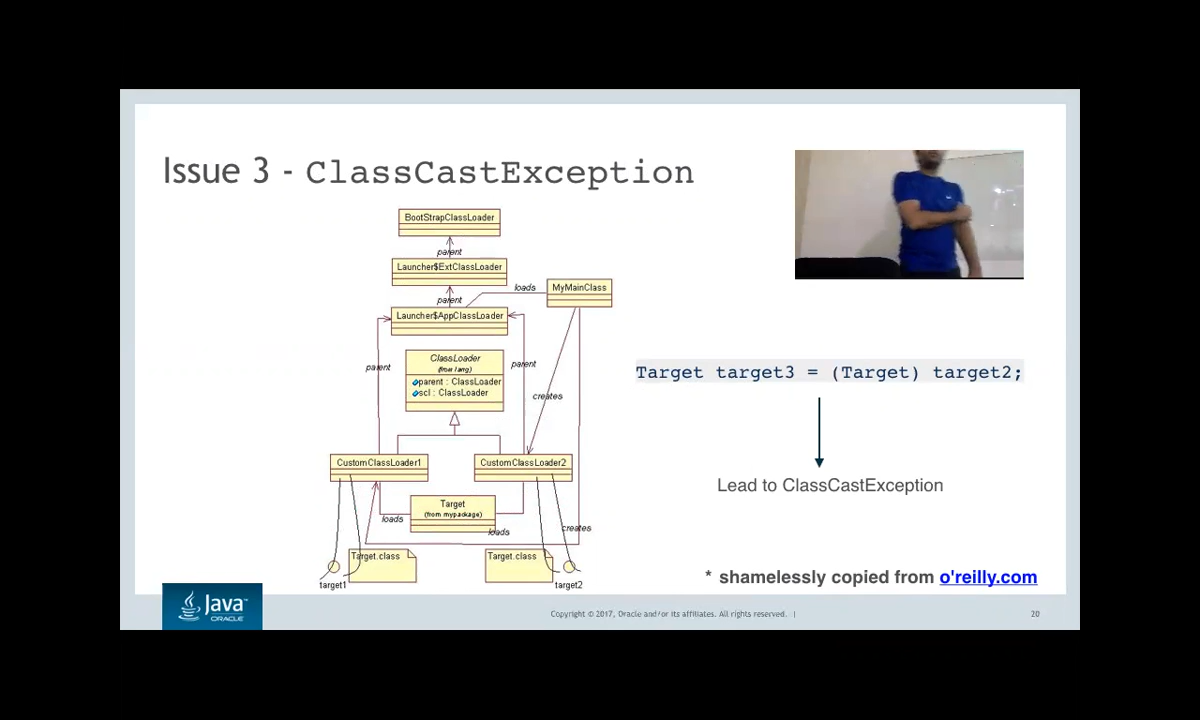 Issue 3 - ClassCastException
BootStrapClassLoader
parent
Launcher$ExtClassLoader
loads
MyMainClass
parent
Launcher$AppClassLoader
ClassLoader
(from lang)
parent
parent
parent : ClassLoader
scl : ClassLoader
creates
Target target3 = (Target) target2;
CustomClassLoader1
CustomClassLoader2
Lead to ClassCastException
Target
(from mypackage)
loads
loads
creates
Target.class
Target.class
target1
target2
* shamelessly copied from o'reilly.com
Java™
ORACLE
Copyright © 2017, Oracle and/or its affiliates. All rights reserved. |
20